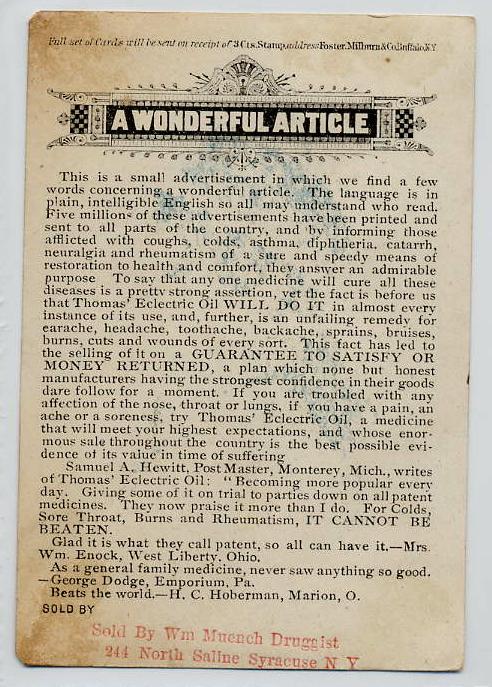 Full set of Cards will be sent on receipt of 3 Cts. Stamp, address Foster, Milburn & Co. Buffalo, N.Y.
A WONDERFUL ARTICLE
This is a small advertisement in which we find a few
words concerning a wonderful article. The language is in
plain, intelligible English so all may understand who read.
Five millions of these advertisements have been printed and
sent to all parts of the country, and by informing those
afflicted with coughs, colds, asthma, diphtheria, catarrh,
neuralgia and rheumatism of a sure and speedy means of
restoration to health and comfort, they answer an admirable
purpose To say that any one medicine will cure all these
diseases is a pretty strong assertion, yet the fact is before us
that Thomas' Eclectric Oil WILL DO IT in almost every
instance of its use, and, further, is an unfailing remedy for
earache, headache, toothache, backache, sprains, bruises,
burns, cuts and wounds of every sort. This fact has led to
the selling of it on a GUARANTEE TO SATISFY OR
MONEY RETURNED, a plan which none but honest
manufacturers having the strongest confidence in their goods
dare follow for a moment. If you are troubled with any
affection of the nose, throat or lungs, if you have a pain, an
ache or a soreness, try Thomas' Eclectric Oil, a medicine
that will meet your highest expectations, and whose enor-
mous sale throughout the country is the best possible evi-
dence of its value in time of suffering
Samuel A. Hewitt, Post Master, Monterey, Mich., writes
of Thomas' Eclectric Oil: "Becoming more popular every
day. Giving some of it on trial to parties down on all patent
medicines. They now praise it more than I do. For Colds,
Sore Throat, Burns and Rheumatism, IT CANNOT BE
BEATEN.
Glad it is what they call patent, so all can have it.—Mrs.
Wm. Enock, West Liberty, Ohio.
As a general family medicine, never saw anything so good.
—George Dodge, Emporium, Pa.
Beats the world.—H. C. Hoberman, Marion, O.
SOLD BY
Sold By Wm Muench Druggist
244 North Saline Syracuse N Y